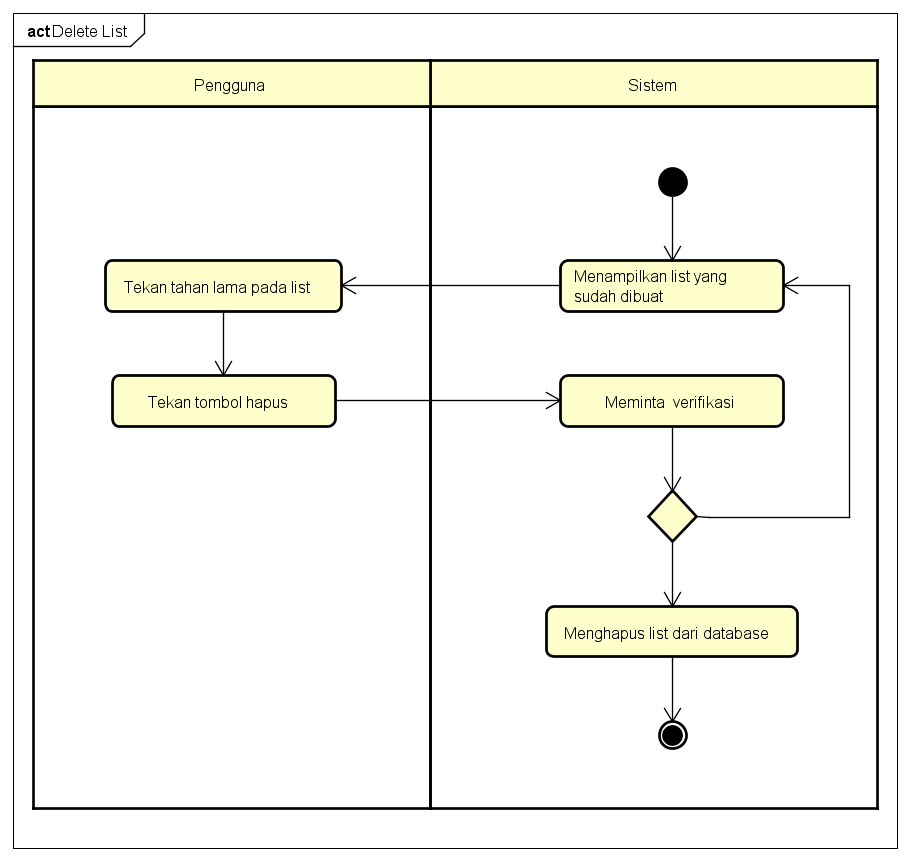 act Delete List
Pengguna
Sistem
Menampilkan list yang
sudah dibuat
Tekan tahan lama pada list
Tekan tombol hapus
Meminta verifikasi
Menghapus list dari database